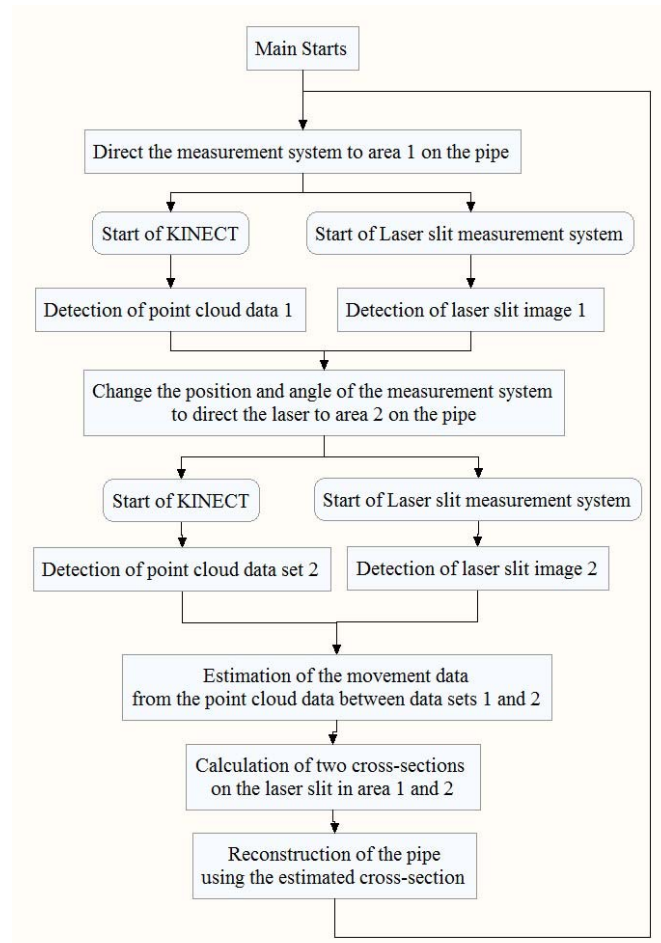 Main Starts
Direct the measurement system to area 1 on the pipe
Start of KINECT
Start of Laser slit measurement system
Detection of point cloud data 1
Detection of laser slit image 1
Change the position and angle of the measurement system
to direct the laser to area 2 on the pipe
Start of KINECT
Start of Laser slit measurement system
Detection of point cloud data set 2
Detection of laser slit image 2
Estimation of the movement data
from the point cloud data between data sets 1 and 2
Calculation of two cross-sections
on the laser slit in area 1 and 2
Reconstruction of the pipe
using the estimated cross-section